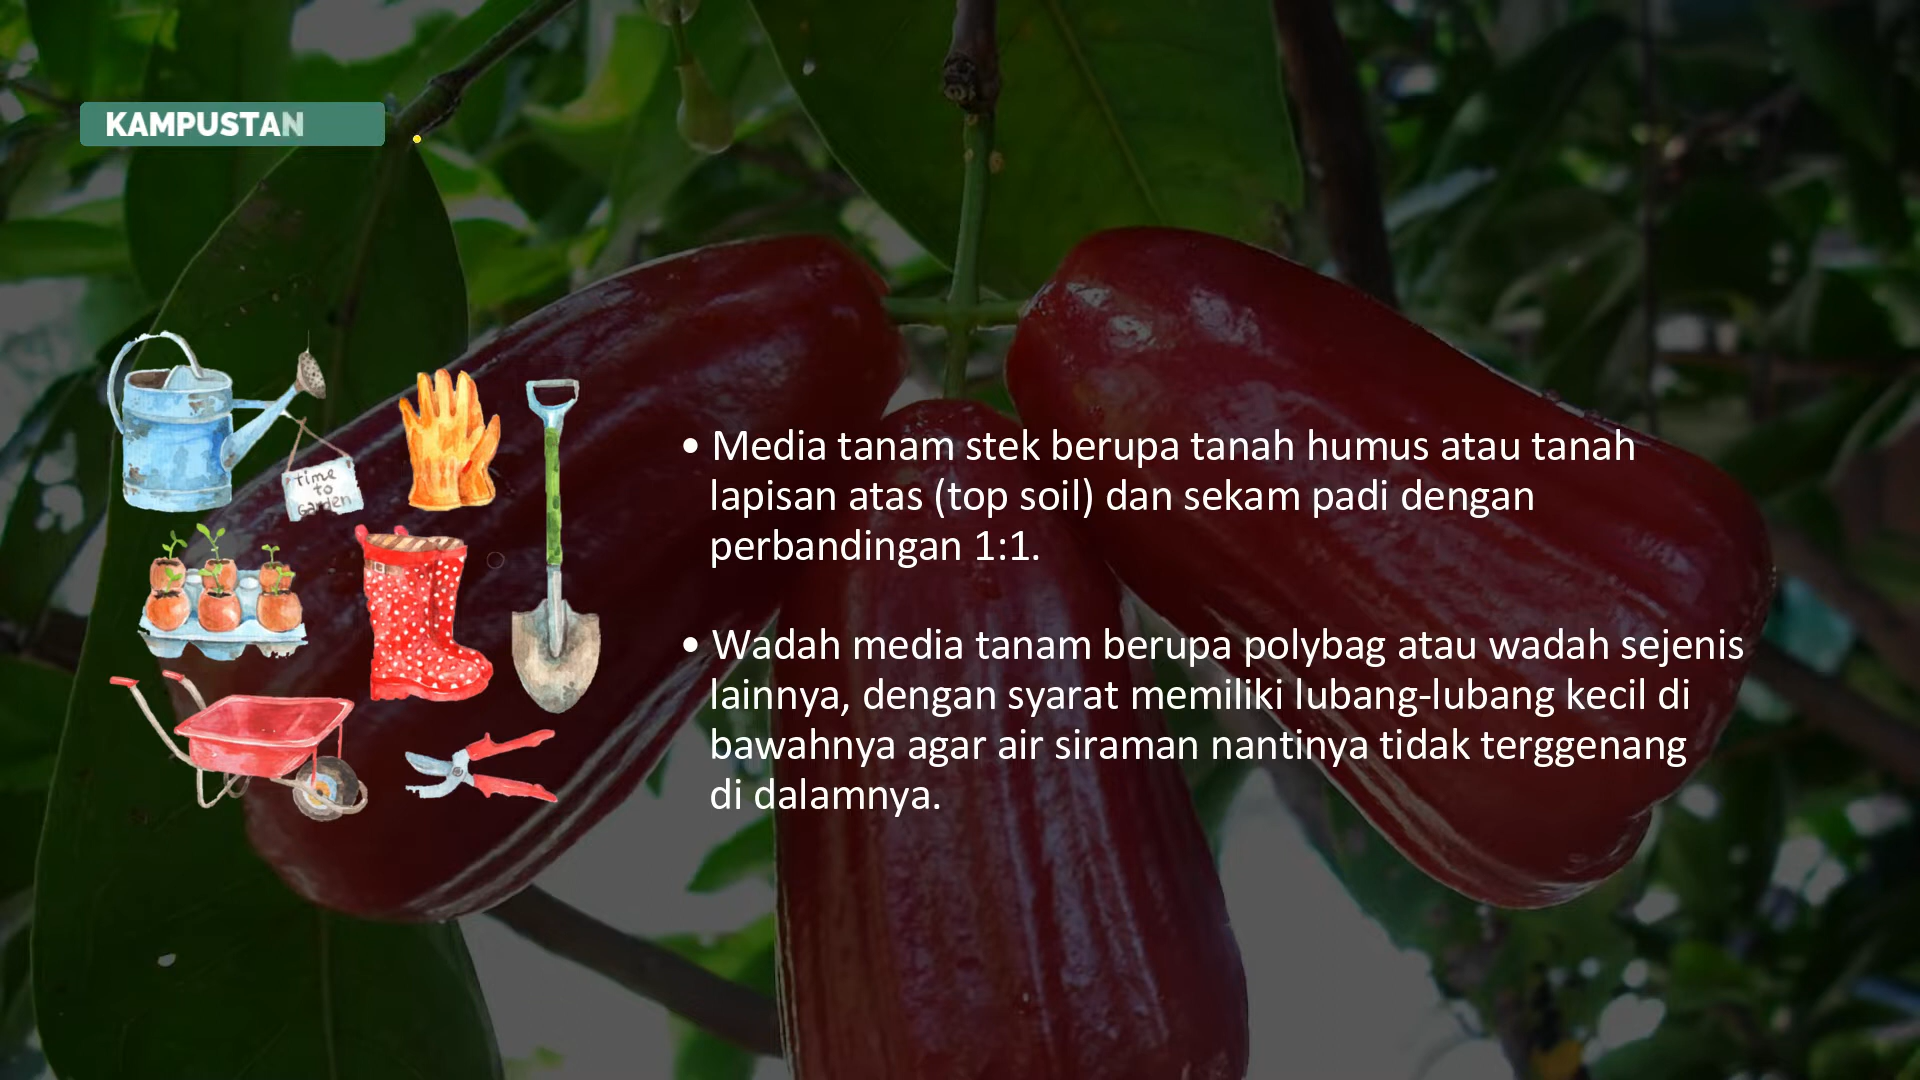 KAMPUSTAN
time
to
garden
• Media tanam stek berupa tanah humus atau tanah
lapisan atas (top soil) dan sekam padi dengan
perbandingan 1:1.
• Wadah media tanam berupa polybag atau wadah sejenis
lainnya, dengan syarat memiliki lubang-lubang kecil di
bawahnya agar air siraman nantinya tidak terggenang
di dalamnya.